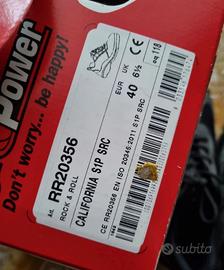 Power
Don't worry... be happy!
art. RR20356
ROCK & ROLL
CALIFORNIA S1P SRC
CE RR20356 EN ISO 20345:2011 S1P SRC
EUR
40
UK
6½
subito